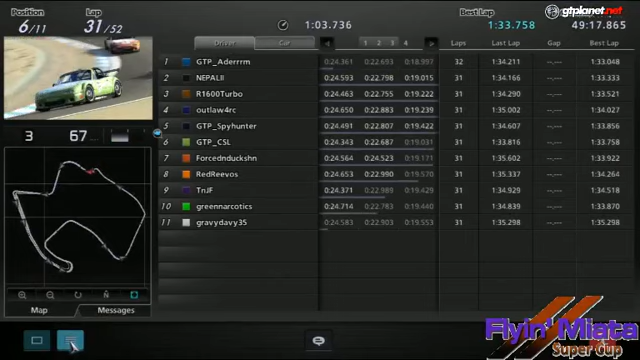 Position Lap Best Lap gtplanet.net
6/11 31/52 1:03.736 1:33.758 49:17.865
Driver Car 1 2 3 4 Laps Last Lap Gap Best Lap
1 GTP_Aderrrm 0:24.361 0:22.693 0:18.997 32 1:34.211 --.--- 1:33.048
2 NEPALII 0:24.593 0:22.798 0:19.015 31 1:34.166 --.--- 1:33.333
3 R1600Turbo 0:24.463 0:22.755 0:19.222 31 1:34.290 --.--- 1:33.521
4 outlaw4rc 0:24.650 0:22.883 0:19.239 31 1:35.002 --.--- 1:34.027
5 GTP_Spyhunter 0:24.491 0:22.807 0:19.422 31 1:34.607 --.--- 1:33.856
6 GTP_CSL 0:24.343 0:22.687 0:19.031 31 1:33.816 --.--- 1:33.758
7 Forcednduckshn 0:24.564 0:24.523 0:19.171 31 1:35.602 --.--- 1:33.922
8 RedReevos 0:24.653 0:22.990 0:19.570 31 1:35.337 --.--- 1:34.264
9 TnJF 0:24.371 0:22.989 0:19.429 31 1:34.929 --.--- 1:34.518
10 greennarcotics 0:24.714 0:22.783 0:19.440 31 1:34.839 --.--- 1:33.870
11 gravydavy35 0:24.583 0:22.903 0:19.553 31 1:35.298 --.--- 1:35.298
3 67
N
Map Messages
Flyin' Miata
Super Cup